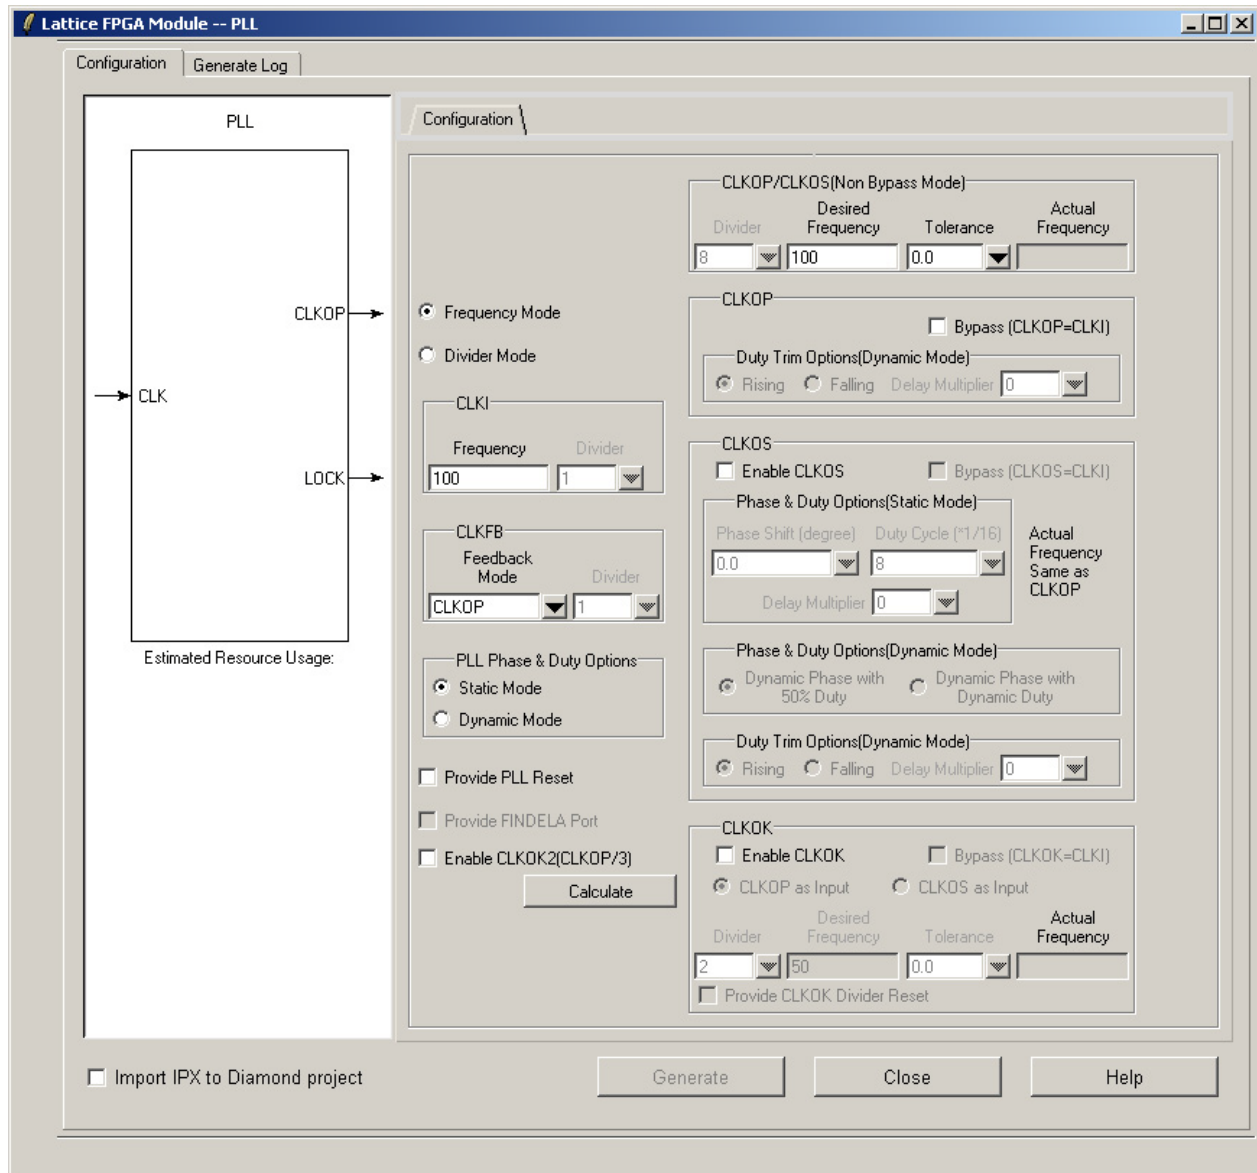 Lattice FPGA Module -- PLL
Configuration
Generate Log
PLL
CLKOP
CLK
LOCK
Estimated Resource Usage:
Configuration
Frequency Mode
Divider Mode
CLKI
Frequency Divider
100 1
CLKFB
Feedback
Mode Divider
CLKOP 1
PLL Phase & Duty Options
Static Mode
Dynamic Mode
Provide PLL Reset
Provide FINDELA Port
Enable CLKOK2(CLKOP/3)
Calculate
CLKOP/CLKOS(Non Bypass Mode)
Desired Actual
Divider Frequency Tolerance Frequency
8 100 0.0
CLKOP
Bypass (CLKOP=CLKI)
Duty Trim Options(Dynamic Mode)
Rising Falling Delay Multiplier 0
CLKOS
Enable CLKOS Bypass (CLKOS=CLKI)
Phase & Duty Options(Static Mode)
Phase Shift (degree) Duty Cycle (*1/16)
0.0 8
Delay Multiplier 0
Actual
Frequency
Same as
CLKOP
Phase & Duty Options(Dynamic Mode)
Dynamic Phase with
50% Duty
Dynamic Phase with
Dynamic Duty
Duty Trim Options(Dynamic Mode)
Rising Falling Delay Multiplier 0
CLKOK
Enable CLKOK Bypass (CLKOK=CLKI)
CLKOP as Input CLKOS as Input
Desired Actual
Divider Frequency Tolerance Frequency
2 50 0.0
Provide CLKOK Divider Reset
Import IPX to Diamond project
Generate
Close
Help